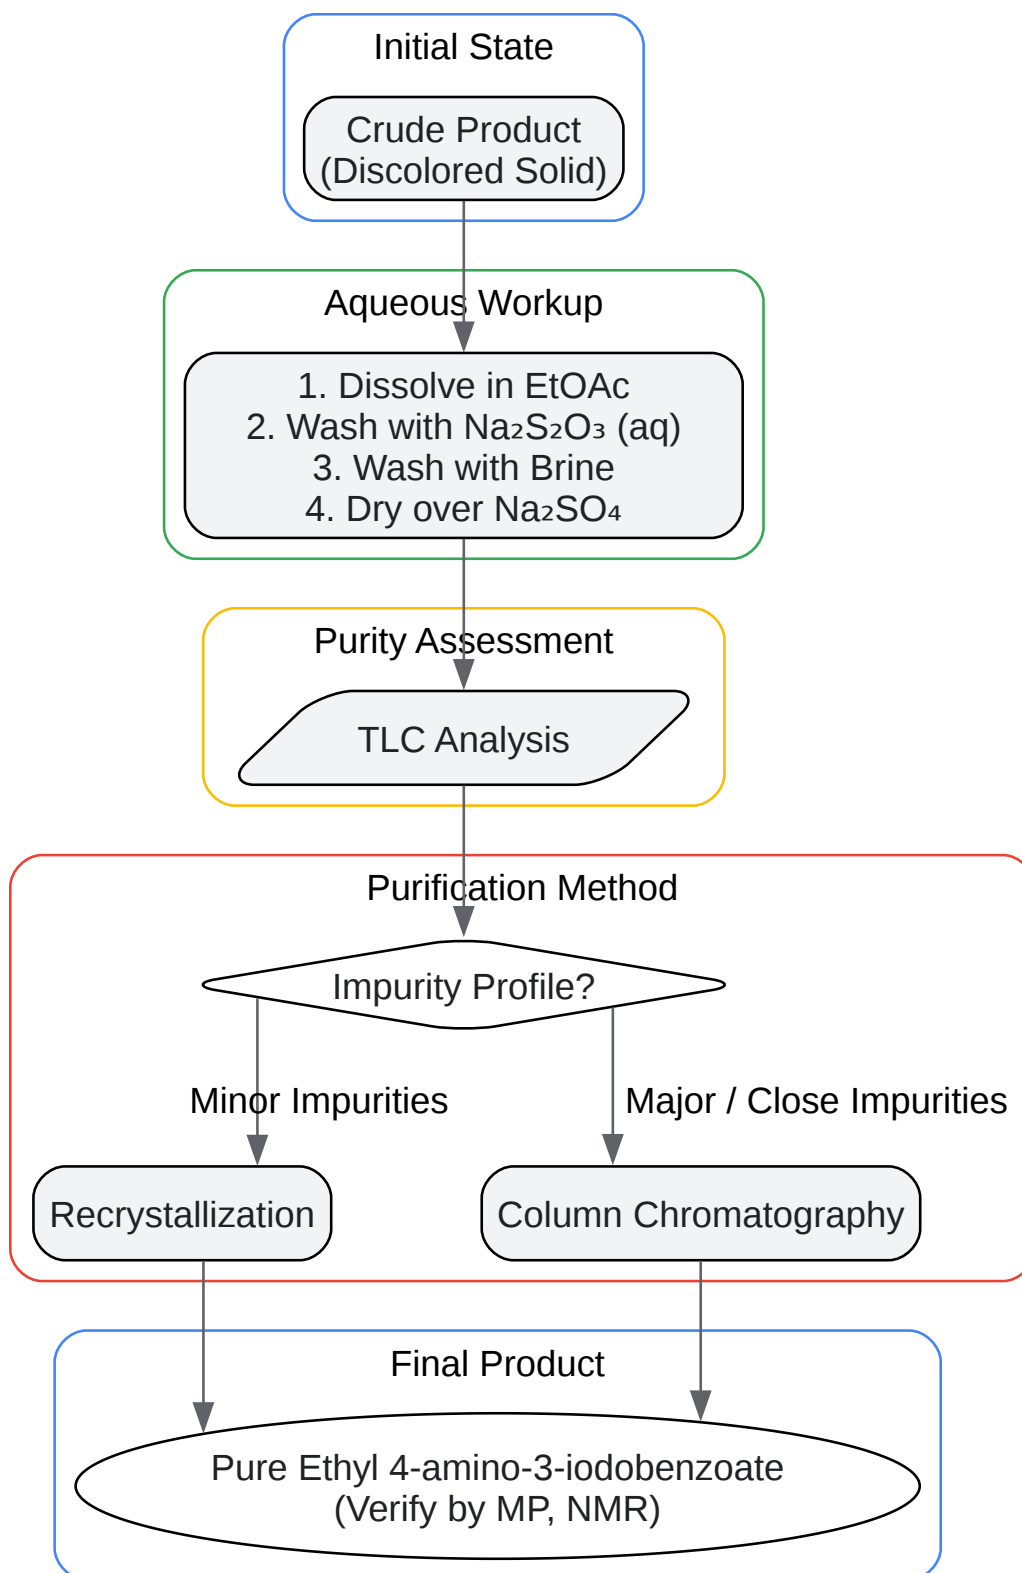 Initial State
Crude Product
(Discolored Solid)
Aqueous Workup
1. Dissolve in EtOAc
2. Wash with Na₂S₂O₃ (aq)
3. Wash with Brine
4. Dry over Na₂SO₄
Purity Assessment
TLC Analysis
Purification Method
Impurity Profile?
Minor Impurities
Major / Close Impurities
Recrystallization
Column Chromatography
Final Product
Pure Ethyl 4-amino-3-iodobenzoate
(Verify by MP, NMR)